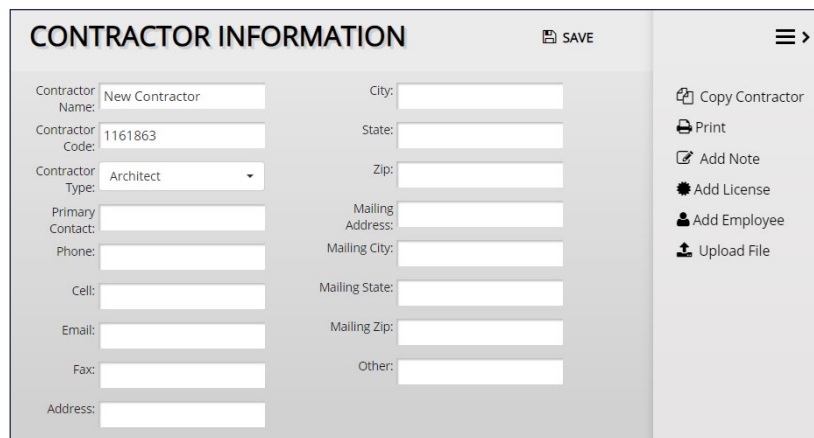 CONTRACTOR INFORMATION
SAVE
Contractor Name:
New Contractor
Contractor Code:
1161863
Contractor Type:
Architect
Primary Contact:
Phone:
Cell:
Email:
Fax:
Address:
City:
State:
Zip:
Mailing Address:
Mailing City:
Mailing State:
Mailing Zip:
Other:
Copy Contractor
Print
Add Note
Add License
Add Employee
Upload File